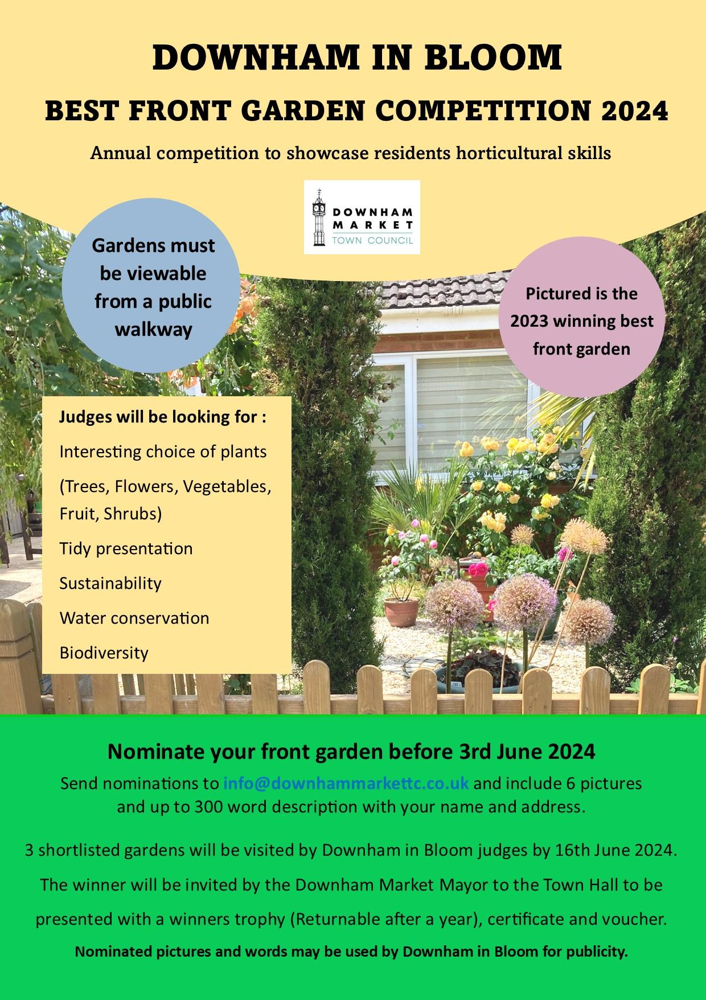 DOWNHAM IN BLOOM
BEST FRONT GARDEN COMPETITION 2024
Annual competition to showcase residents horticultural skills
DOWNHAM
MARKET
TOWN COUNCIL
Gardens must
be viewable
from a public
walkway
Pictured is the
2023 winning best
front garden
Judges will be looking for :
Interesting choice of plants
(Trees, Flowers, Vegetables,
Fruit, Shrubs)
Tidy presentation
Sustainability
Water conservation
Biodiversity
Nominate your front garden before 3rd June 2024
Send nominations to info@downhammarkettc.co.uk and include 6 pictures
and up to 300 word description with your name and address.
3 shortlisted gardens will be visited by Downham in Bloom judges by 16th June 2024.
The winner will be invited by the Downham Market Mayor to the Town Hall to be
presented with a winners trophy (Returnable after a year), certificate and voucher.
Nominated pictures and words may be used by Downham in Bloom for publicity.